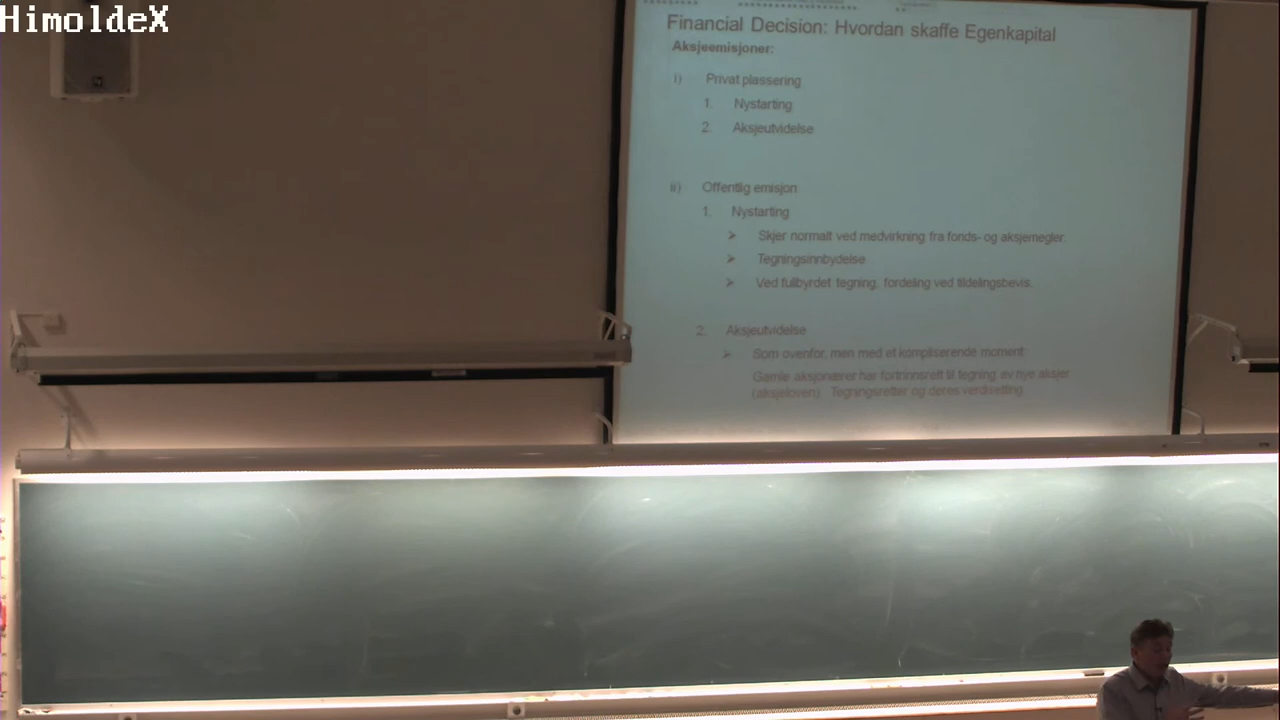 HimoldeX
Financial Decision: Hvordan skaffe Egenkapital
Aksjeemisjoner:
i) Privat plassering
1. Nystarting
2. Aksjeutvidelse
ii) Offentlig emisjon
1. Nystarting
➢ Skjer normalt ved medvirkning fra fonds- og aksjemegler.
➢ Tegningsinnbydelse
➢ Ved fullbyrdet tegning, fordeling ved tildelingsbevis.
2. Aksjeutvidelse
➢ Som ovenfor, men med et kompliserende moment:
Gamle aksjonærer har fortrinnsrett til tegning av nye aksjer
(aksjeloven). Tegningsretter og deres verdisetting